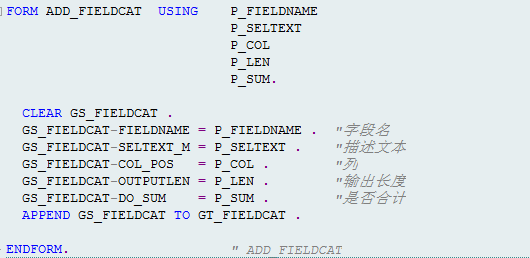 FORM ADD_FIELDCAT  USING    P_FIELDNAME
                            P_SELTEXT
                            P_COL
                            P_LEN
                            P_SUM.
  CLEAR GS_FIELDCAT .
  GS_FIELDCAT-FIELDNAME = P_FIELDNAME .  "字段名
  GS_FIELDCAT-SELTEXT_M = P_SELTEXT .    "描述文本
  GS_FIELDCAT-COL_POS   = P_COL .        "列
  GS_FIELDCAT-OUTPUTLEN = P_LEN .        "输出长度
  GS_FIELDCAT-DO_SUM    = P_SUM .        "是否合计
  APPEND GS_FIELDCAT TO GT_FIELDCAT .
ENDFORM.                    " ADD_FIELDCAT